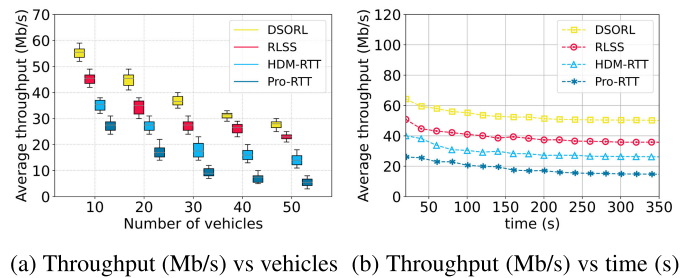 70
60
50
40
30
20
10
0
Average throughput (Mb/s)
DSORL
RLSS
HDM-RTT
Pro-RTT
10 20 30 40 50
Number of vehicles
120
100
80
60
40
20
0
Average throughput (Mb/s)
DSORL
RLSS
HDM-RTT
Pro-RTT
50 100 150 200 250 300 350
time (s)
(a) Throughput (Mb/s) vs vehicles
(b) Throughput (Mb/s) vs time (s)